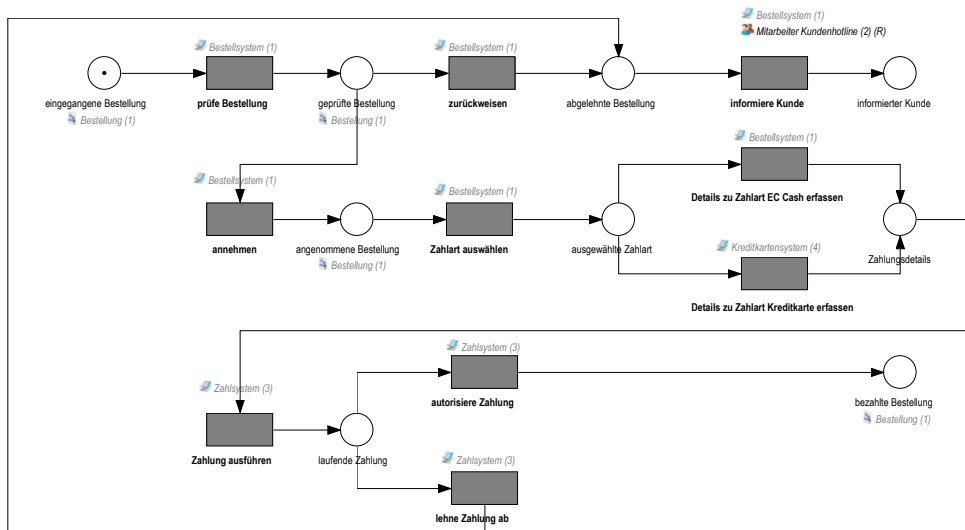 Bestellsystem (1)
Mitarbeiter Kundenhotline (2) (R)
Bestellsystem (1)
Bestellsystem (1)
eingegangene Bestellung
prüfe Bestellung
geprüfte Bestellung
zurückweisen
abgelehnte Bestellung
informiere Kunde
informierter Kunde
Bestellung (1)
Bestellung (1)
Bestellsystem (1)
Bestellsystem (1)
Bestellsystem (1)
Details zu Zahlart EC Cash erfassen
annehmen
angenommene Bestellung
Zahlart auswählen
ausgewählte Zahlart
Kreditkartensystem (4)
Zahlungsdetails
Bestellung (1)
Details zu Zahlart Kreditkarte erfassen
Zahlsystem (3)
Zahlsystem (3)
autorisiere Zahlung
bezahlte Bestellung
Bestellung (1)
Zahlung ausführen
laufende Zahlung
Zahlsystem (3)
lehne Zahlung ab